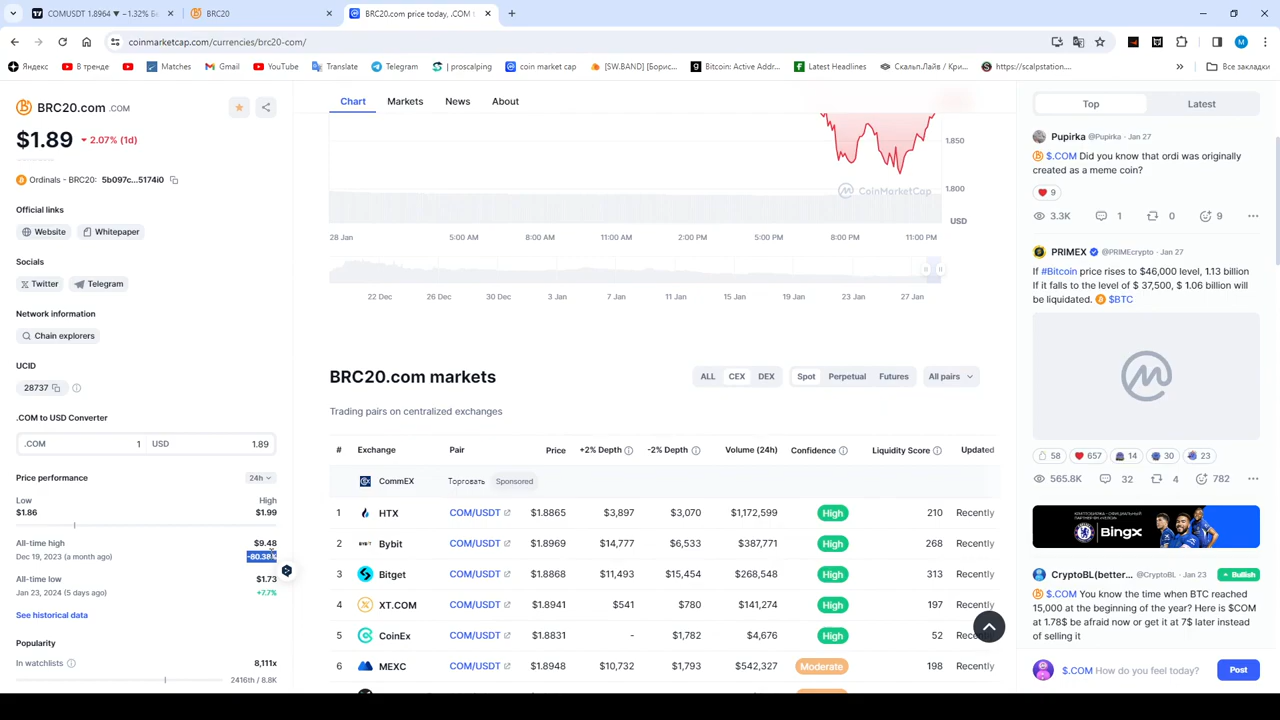 COMUSDT 1.8964 ▼ −1.32%
BRC20
BRC20.com price today, .COM
coinmarketcap.com/currencies/brc20-com/
Яндекс
В тренде
Matches
Gmail
YouTube
Translate
Telegram
| proscalping
coin market cap
[SW.BAND] [Борис...
Bitcoin: Active Addr...
Latest Headlines
Скальп.Лайв / Кри...
https://scalpstation....
»
Все закладки
BRC20.com .COM
$1.89 2.07% (1d)
Ordinals - BRC20: 5b097c...5174i0
Official links
Website
Whitepaper
Socials
Twitter
Telegram
Network information
Chain explorers
UCID
28737
.COM to USD Converter
.COM 1 USD 1.89
Price performance 24h
Low High
$1.86 $1.99
All-time high $9.48
Dec 19, 2023 (a month ago)
All-time low $1.73
Jan 23, 2024 (5 days ago) +7.7%
See historical data
Popularity
In watchlists 8,111x
2416th / 8.8K
Chart Markets News About
1.850
1.800
CoinMarketCap
USD
28 Jan 5:00 AM 8:00 AM 11:00 AM 2:00 PM 5:00 PM 8:00 PM 11:00 PM
22 Dec 26 Dec 30 Dec 3 Jan 7 Jan 11 Jan 15 Jan 19 Jan 23 Jan 27 Jan
BRC20.com markets
ALL CEX DEX Spot Perpetual Futures All pairs
Trading pairs on centralized exchanges
# Exchange Pair Price +2% Depth -2% Depth Volume (24h) Confidence Liquidity Score Updated
CommEX Торговать Sponsored
1 HTX COM/USDT $1.8865 $3,897 $3,070 $1,172,599 High 210 Recently
2 Bybit COM/USDT $1.8969 $14,777 $6,533 $387,771 High 268 Recently
3 Bitget COM/USDT $1.8868 $11,493 $15,454 $268,548 High 313 Recently
4 XT.COM COM/USDT $1.8941 $541 $780 $141,274 High 197 Recently
5 CoinEx COM/USDT $1.8831 - $1,782 $4,676 High 52 Recently
6 MEXC COM/USDT $1.8948 $10,732 $1,793 $542,327 Moderate 198 Recently
Top Latest
Pupirka @Pupirka · Jan 27
$.COM Did you know that ordi was originally
created as a meme coin?
9
3.3K 1 0 9
PRIMEX @PRIMEcrypto · Jan 27
If #Bitcoin price rises to $46,000 level, 1.13 billion
If it falls to the level of $ 37,500, $ 1.06 billion will
be liquidated. $BTC
58 657 14 30 23
565.8K 32 4 782
BingX
CryptoBL(better... @CryptoBL · Jan 23 Bullish
$.COM You know the time when BTC reached
15,000 at the beginning of the year? Here is $COM
at 1.78$ be afraid now or get it at 7$ later instead
of selling it
$.COM How do you feel today? Post